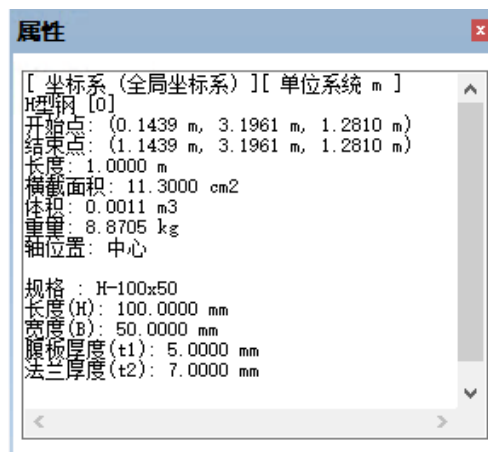 属性
[ 坐标系 (全局坐标系) ][ 单位系统 m ]
H型钢 [0]
开始点: (0.1439 m, 3.1961 m, 1.2810 m)
结束点: (1.1439 m, 3.1961 m, 1.2810 m)
长度: 1.0000 m
横截面积: 11.3000 cm2
体积: 0.0011 m3
重量: 8.8705 kg
轴位置: 中心
规格 : H-100x50
长度(H): 100.0000 mm
宽度(B): 50.0000 mm
腹板厚度(t1): 5.0000 mm
法兰厚度(t2): 7.0000 mm